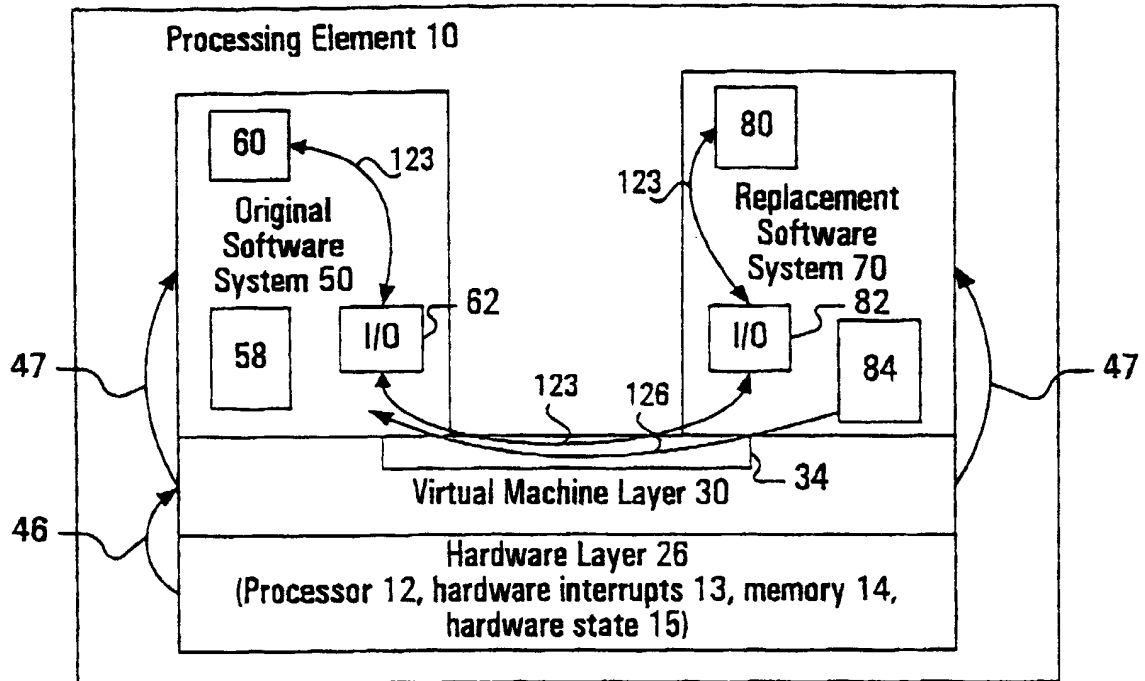 Processing Element 10
60
123
Original
Software
System 50
58
I/O
62
80
123
Replacement
Software
System 70
I/O
82
84
47
47
123
126
34
Virtual Machine Layer 30
46
Hardware Layer 26
(Processor 12, hardware interrupts 13, memory 14,
hardware state 15)